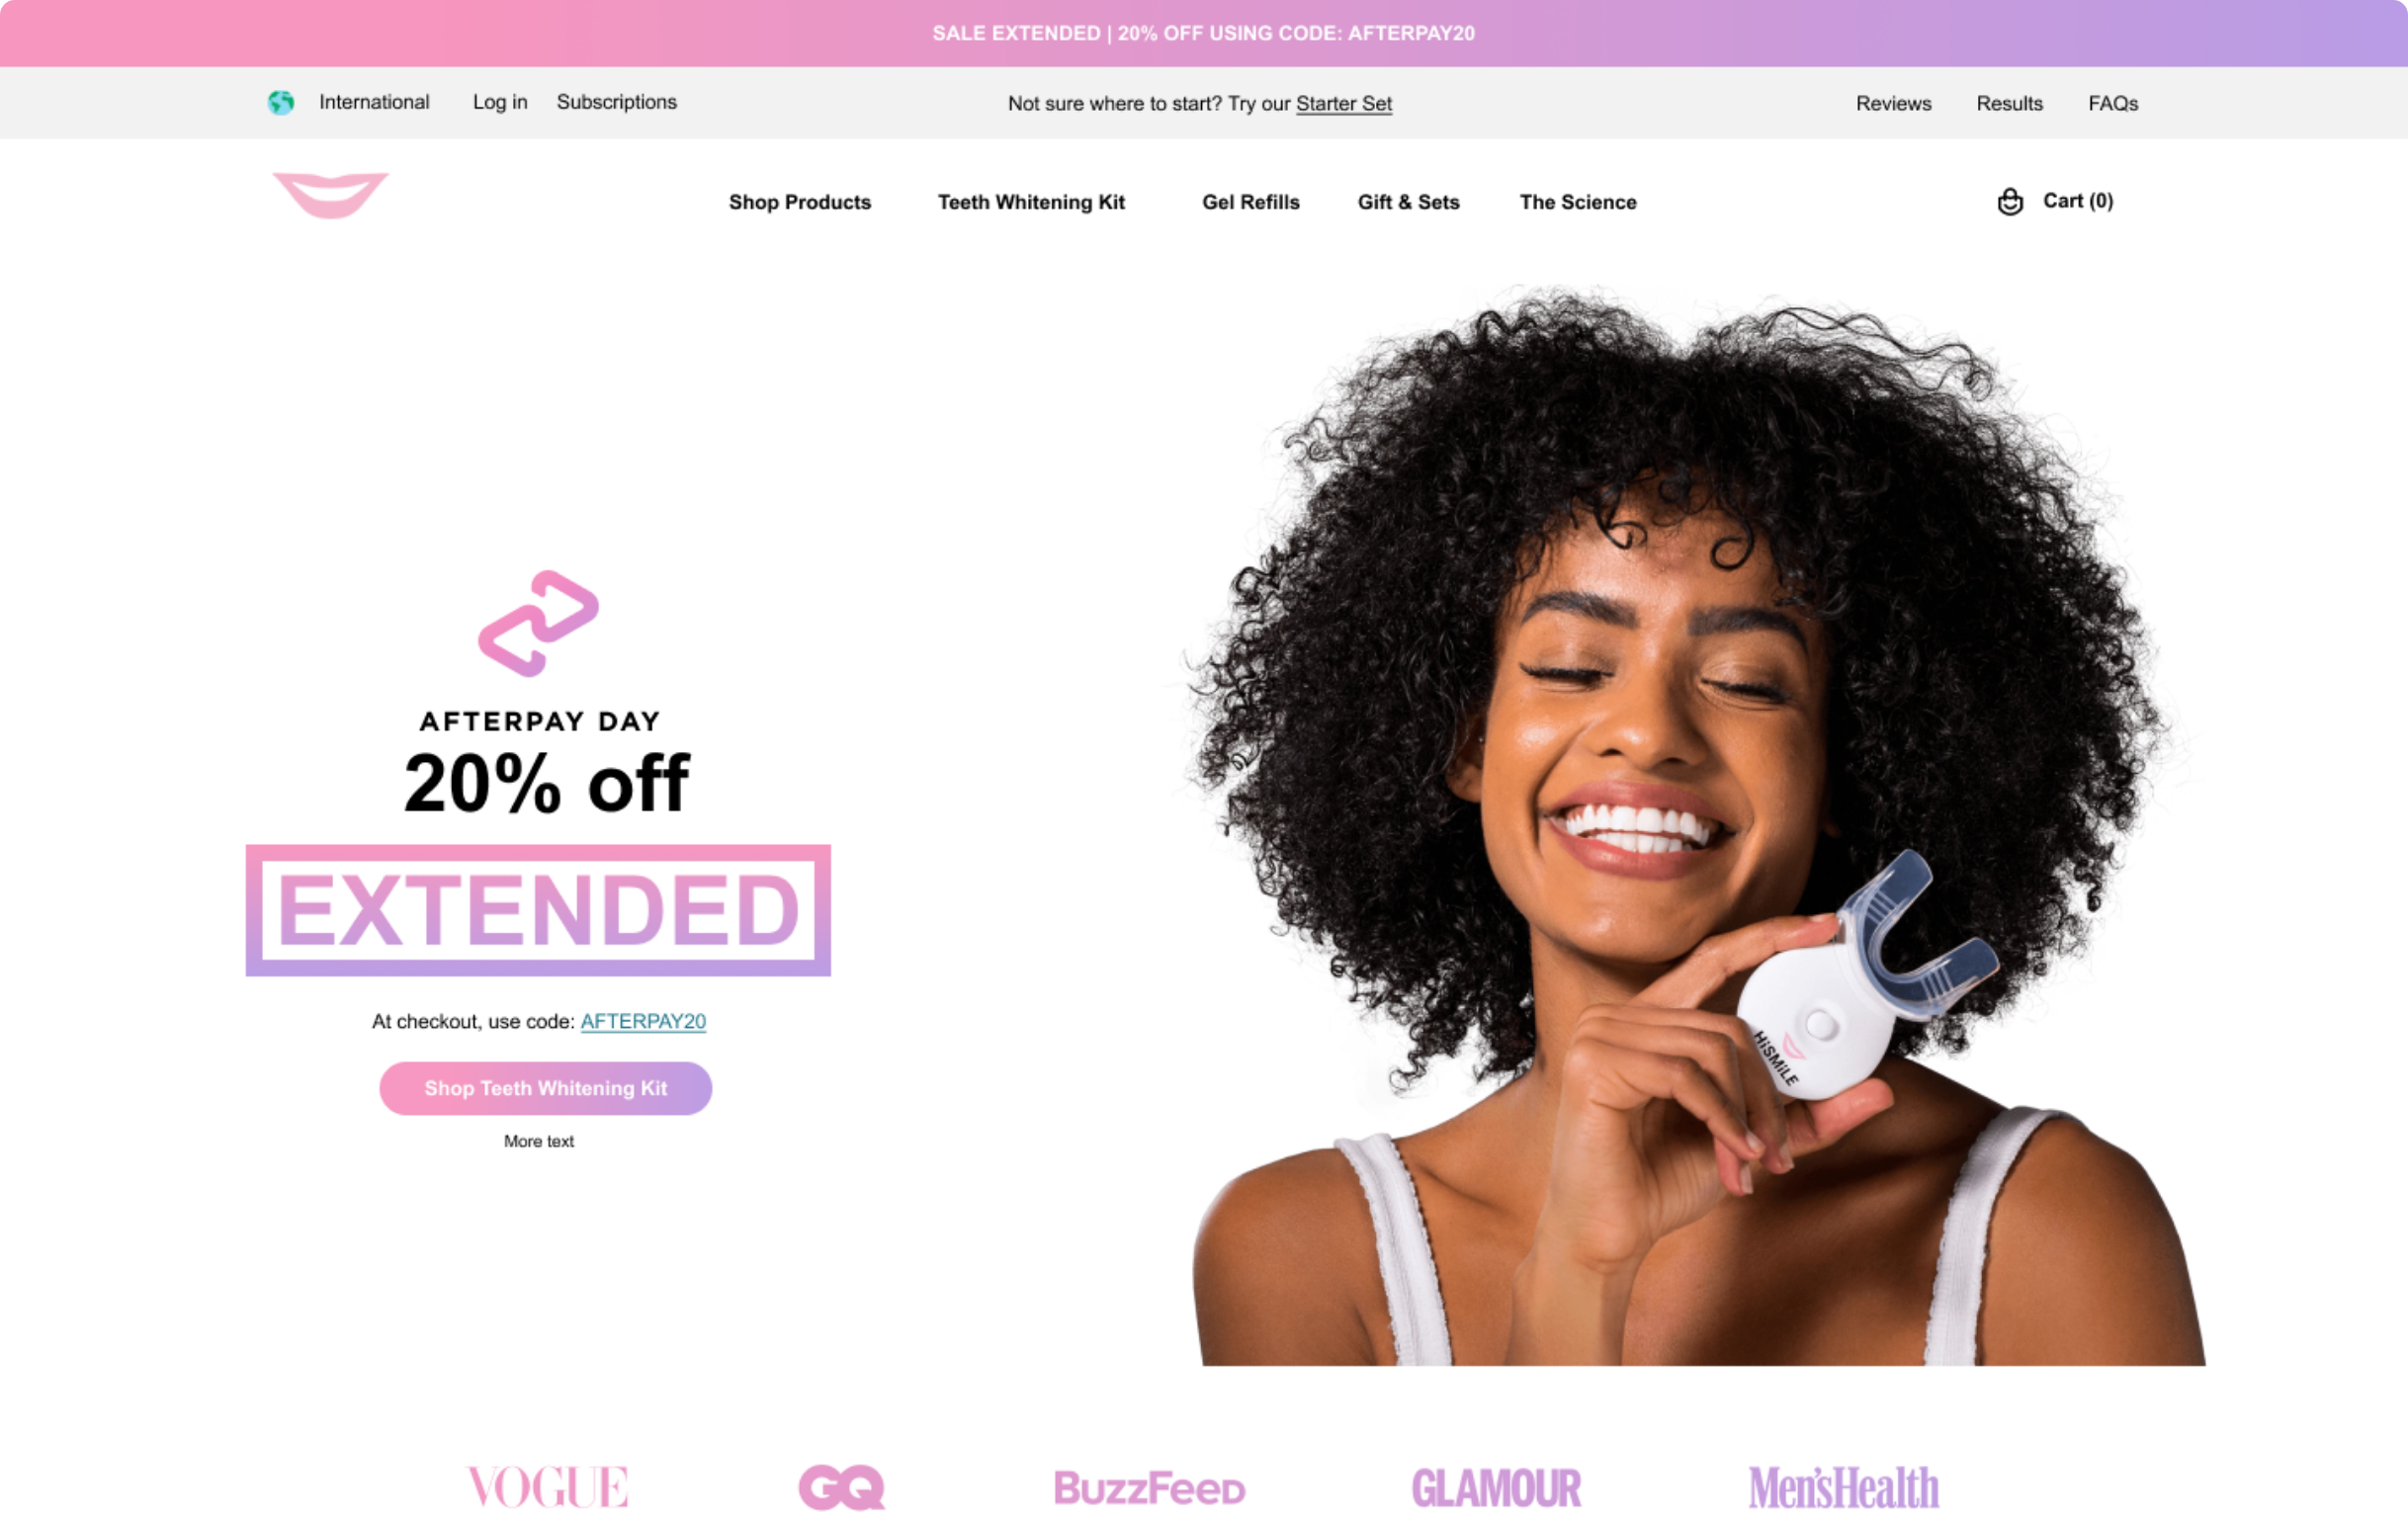 SALE EXTENDED | 20% OFF USING CODE: AFTERPAY20
International Log in Subscriptions Not sure where to start? Try our Starter Set Reviews Results FAQs
Shop Products Teeth Whitening Kit Gel Refills Gift & Sets The Science Cart (0)
AFTERPAY DAY
20% off
EXTENDED
At checkout, use code: AFTERPAY20
Shop Teeth Whitening Kit
More text
HiSMiLE
VOGUE GQ BuzzFeeD GLAMOUR Men'sHealth